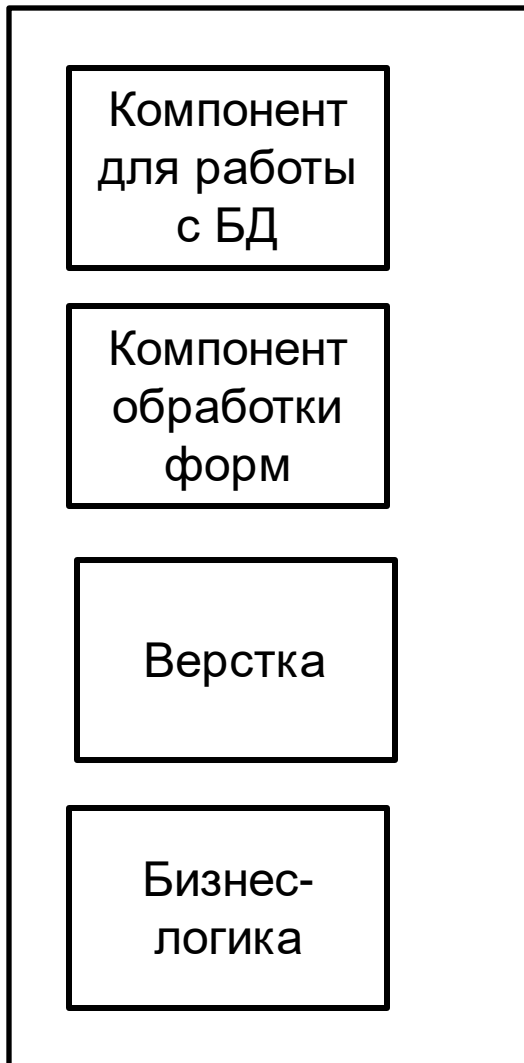 Компонент
для работы
с БД
Компонент
обработки
форм
Верстка
Бизнес-
логика